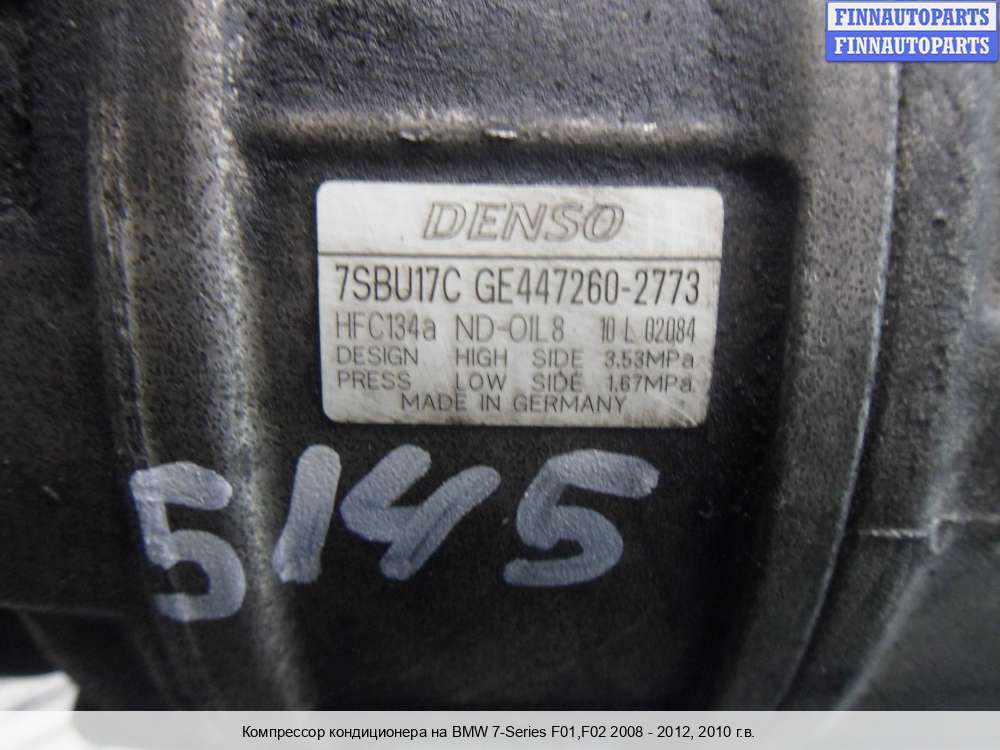 FINNAUTOPARTS
FINNAUTOPARTS
DENSO
7SBU17C GE447260-2773
HFC134a ND-OIL8 10 L 02084
DESIGN HIGH SIDE 3.53MPa
PRESS LOW SIDE 1.67MPa
MADE IN GERMANY
5145
Компрессор кондиционера на BMW 7-Series F01,F02 2008 - 2012, 2010 г.в.